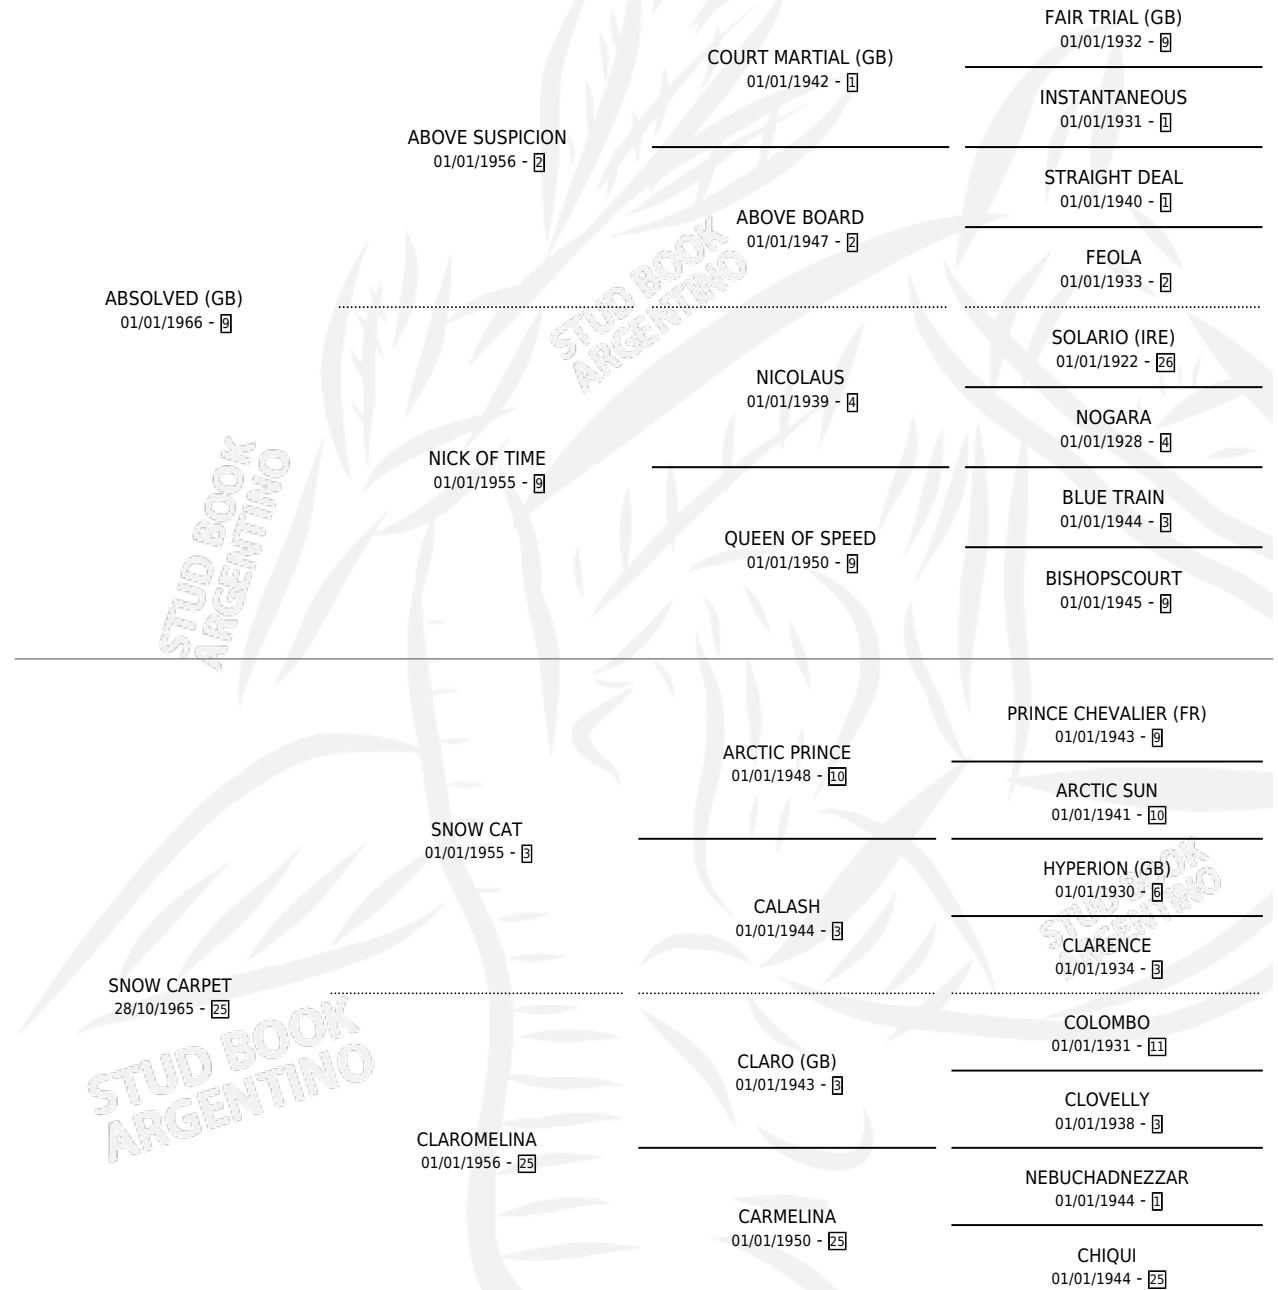 FAIR TRIAL (GB)
01/01/1932 - 9
COURT MARTIAL (GB)
01/01/1942 - 1
INSTANTANEOUS
01/01/1931 - 1
ABOVE SUSPICION
01/01/1956 - 2
STRAIGHT DEAL
01/01/1940 - 1
ABOVE BOARD
01/01/1947 - 2
FEOLA
01/01/1933 - 2
ABSOLVED (GB)
01/01/1966 - 9
SOLARIO (IRE)
01/01/1922 - 26
NICOLAUS
01/01/1939 - 4
NOGARA
01/01/1928 - 4
NICK OF TIME
01/01/1955 - 9
BLUE TRAIN
01/01/1944 - 3
QUEEN OF SPEED
01/01/1950 - 9
BISHOPSCOURT
01/01/1945 - 9
PRINCE CHEVALIER (FR)
01/01/1943 - 9
ARCTIC PRINCE
01/01/1948 - 10
ARCTIC SUN
01/01/1941 - 10
SNOW CAT
01/01/1955 - 3
HYPERION (GB)
01/01/1930 - 6
CALASH
01/01/1944 - 3
CLARENCE
01/01/1934 - 3
SNOW CARPET
28/10/1965 - 25
COLOMBO
01/01/1931 - 11
CLARO (GB)
01/01/1943 - 3
CLOVELLY
01/01/1938 - 3
CLAROMELINA
01/01/1956 - 25
NEBUCHADNEZZAR
01/01/1944 - 1
CARMELINA
01/01/1950 - 25
CHIQUI
01/01/1944 - 25
STUD BOOK
ARGENTINO
STUD BOOK
ARGENTINO
STUD BOOK
ARGENTINO
STUD BOOK
ARGENTINO